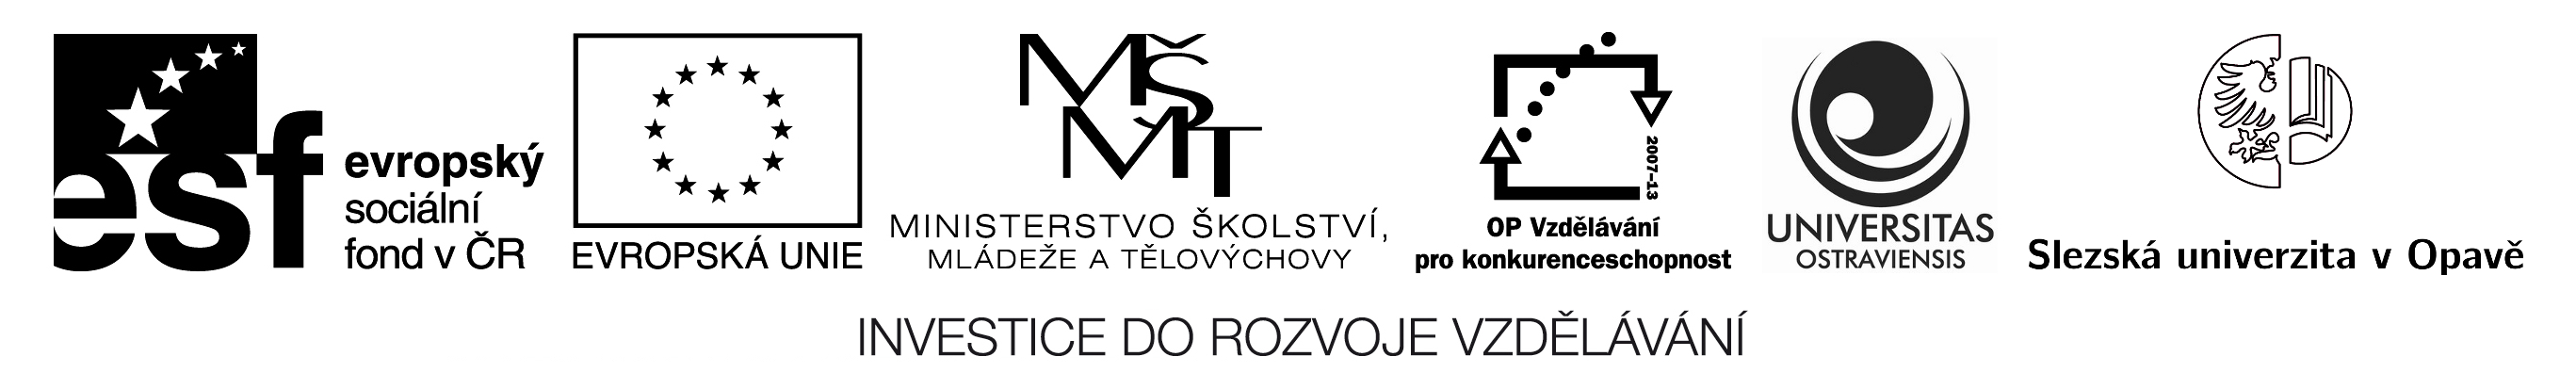 esf
evropský
sociální
fond v ČR
EVROPSKÁ UNIE
MŠMT
MINISTERSTVO ŠKOLSTVÍ,
MLÁDEŽE A TĚLOVÝCHOVY
2007-13
OP Vzdělávání
pro konkurenceschopnost
UNIVERSITAS
OSTRAVIENSIS
Slezská univerzita v Opavě
INVESTICE DO ROZVOJE VZDĚLÁVÁNÍ